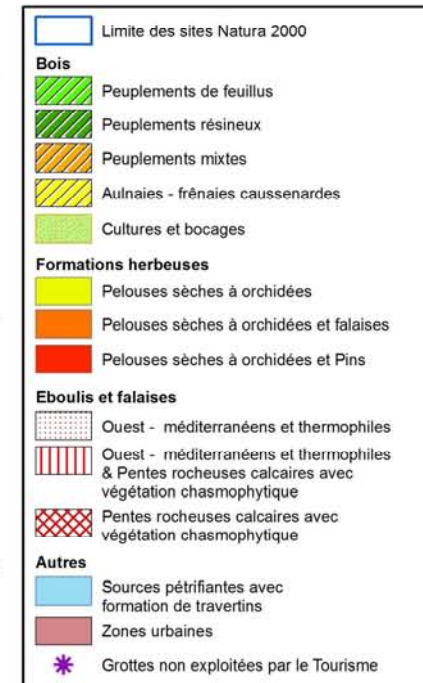 Limite des sites Natura 2000
Bois
Peuplements de feuillus
Peuplements résineux
Peuplements mixtes
Aulnaies - frênaies caussenardes
Cultures et bocages
Formations herbeuses
Pelouses sèches à orchidées
Pelouses sèches à orchidées et falaises
Pelouses sèches à orchidées et Pins
Eboulis et falaises
Ouest - méditerranéens et thermophiles
Ouest - méditerranéens et thermophiles
& Pentes rocheuses calcaires avec
végétation chasmophytique
Pentes rocheuses calcaires avec
végétation chasmophytique
Autres
Sources pétrifiantes avec
formation de travertins
Zones urbaines
Grottes non exploitées par le Tourisme